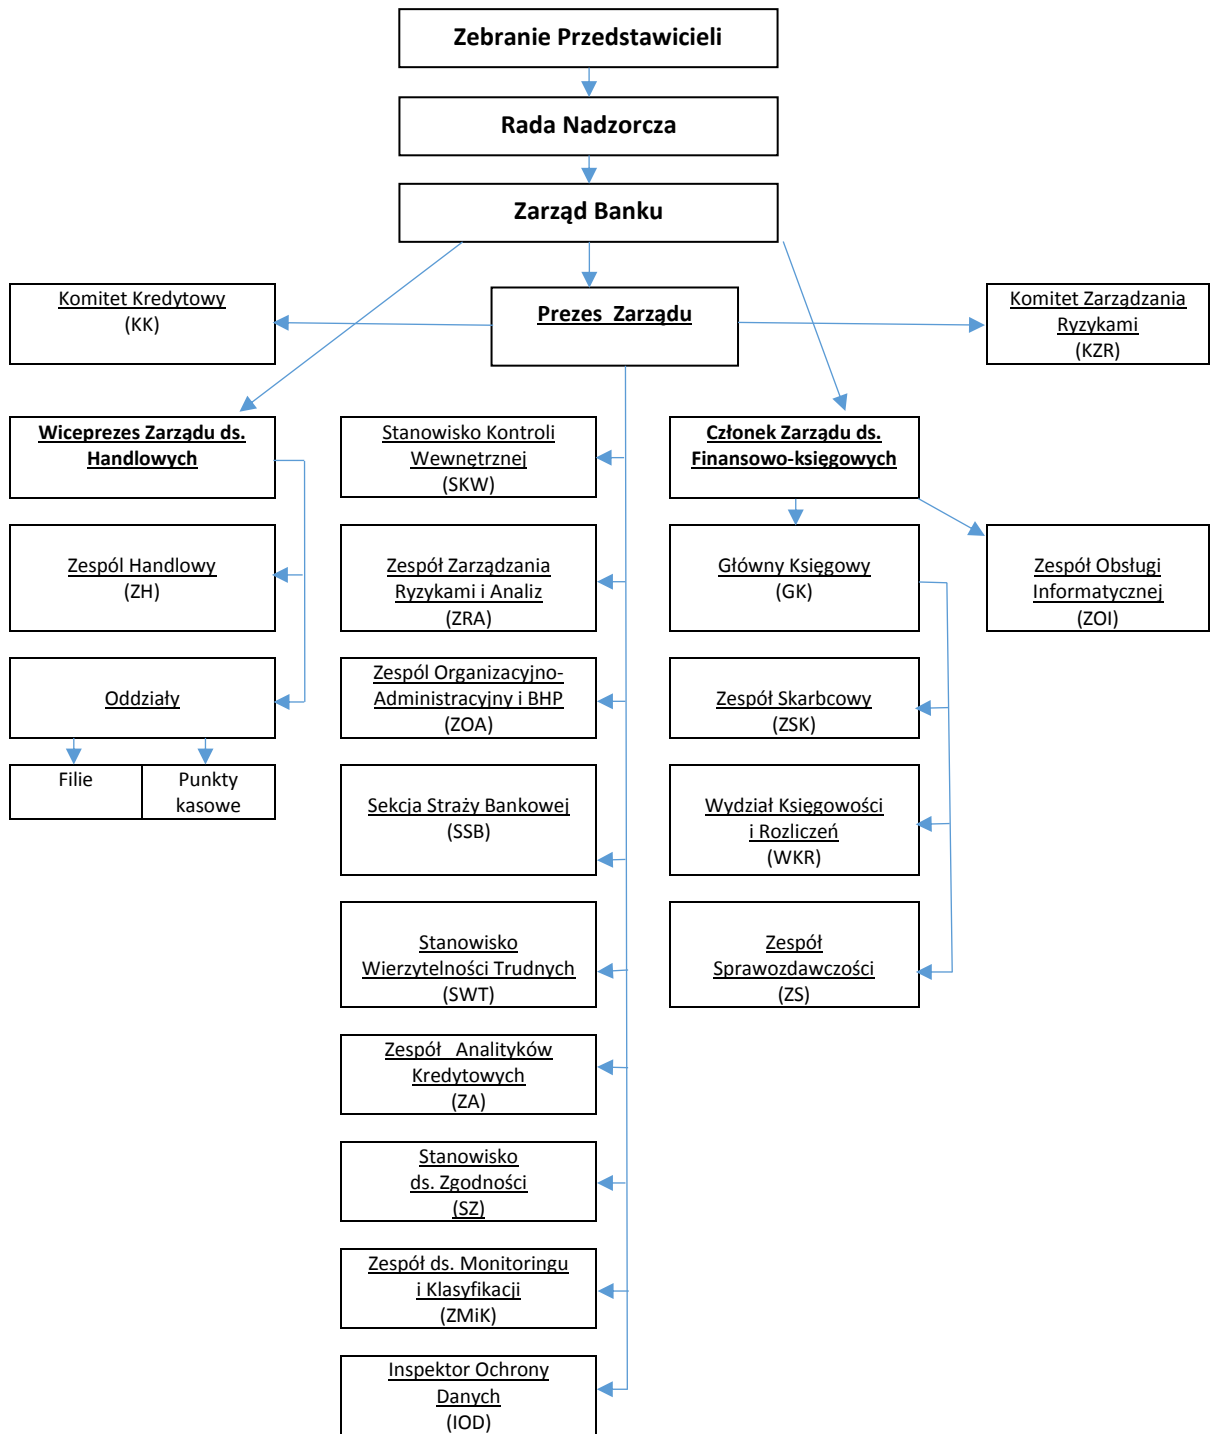 Zebranie Przedstawicieli
Rada Nadzorcza
Zarząd Banku
Komitet Kredytowy
(KK)
Prezes  Zarządu
Komitet Zarządzania
Ryzykami
(KZR)
Wiceprezes Zarządu ds.
Handlowych
Stanowisko Kontroli
Wewnętrznej
(SKW)
Członek Zarządu ds.
Finansowo-księgowych
Zespól Handlowy
(ZH)
Zespół Zarządzania
Ryzykami i Analiz
(ZRA)
Główny Księgowy
(GK)
Zespół Obsługi
Informatycznej
(ZOI)
Oddziały
Zespól Organizacyjno-
Administracyjny i BHP
(ZOA)
Zespół Skarbcowy
(ZSK)
Filie
Punkty
kasowe
Sekcja Straży Bankowej
(SSB)
Wydział Księgowości
i Rozliczeń
(WKR)
Stanowisko
Wierzytelności Trudnych
(SWT)
Zespół
Sprawozdawczości
(ZS)
Zespół   Analityków
Kredytowych
(ZA)
Stanowisko
ds. Zgodności
(SZ)
Zespół ds. Monitoringu
i Klasyfikacji
(ZMiK)
Inspektor Ochrony
Danych
(IOD)